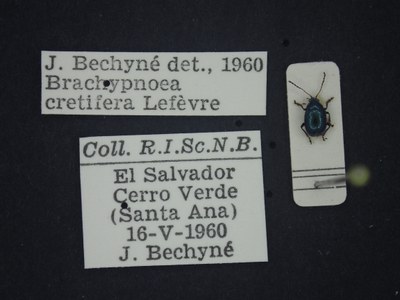 J. Bechyné det., 1960
Brachypnoea
cretifera Lefèvre
Coll. R.I.Sc.N.B.
El Salvador
Cerro Verde
(Santa Ana)
16-V-1960
J. Bechyné